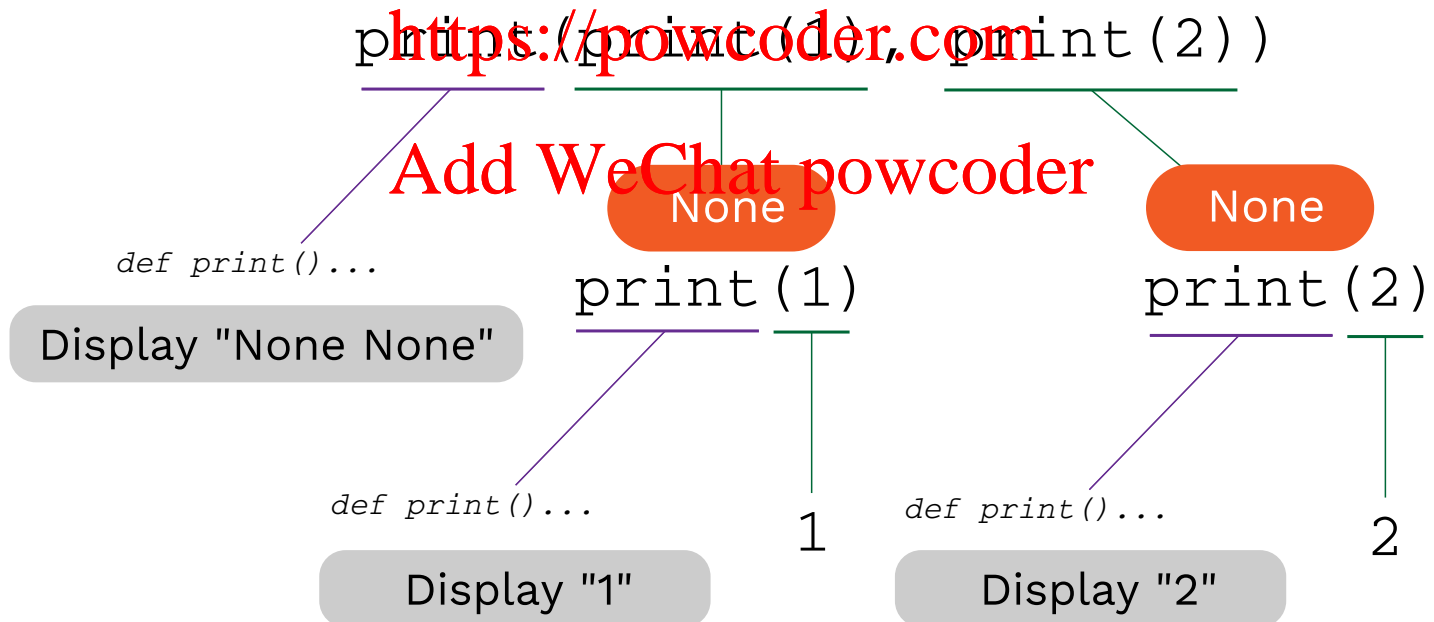 print(print(1), print(2))
https://powcoder.com
Add WeChat powcoder
None
None
def print()...
print(1)
print(2)
Display "None None"
def print()...
1
def print()...
2
Display "1"
Display "2"